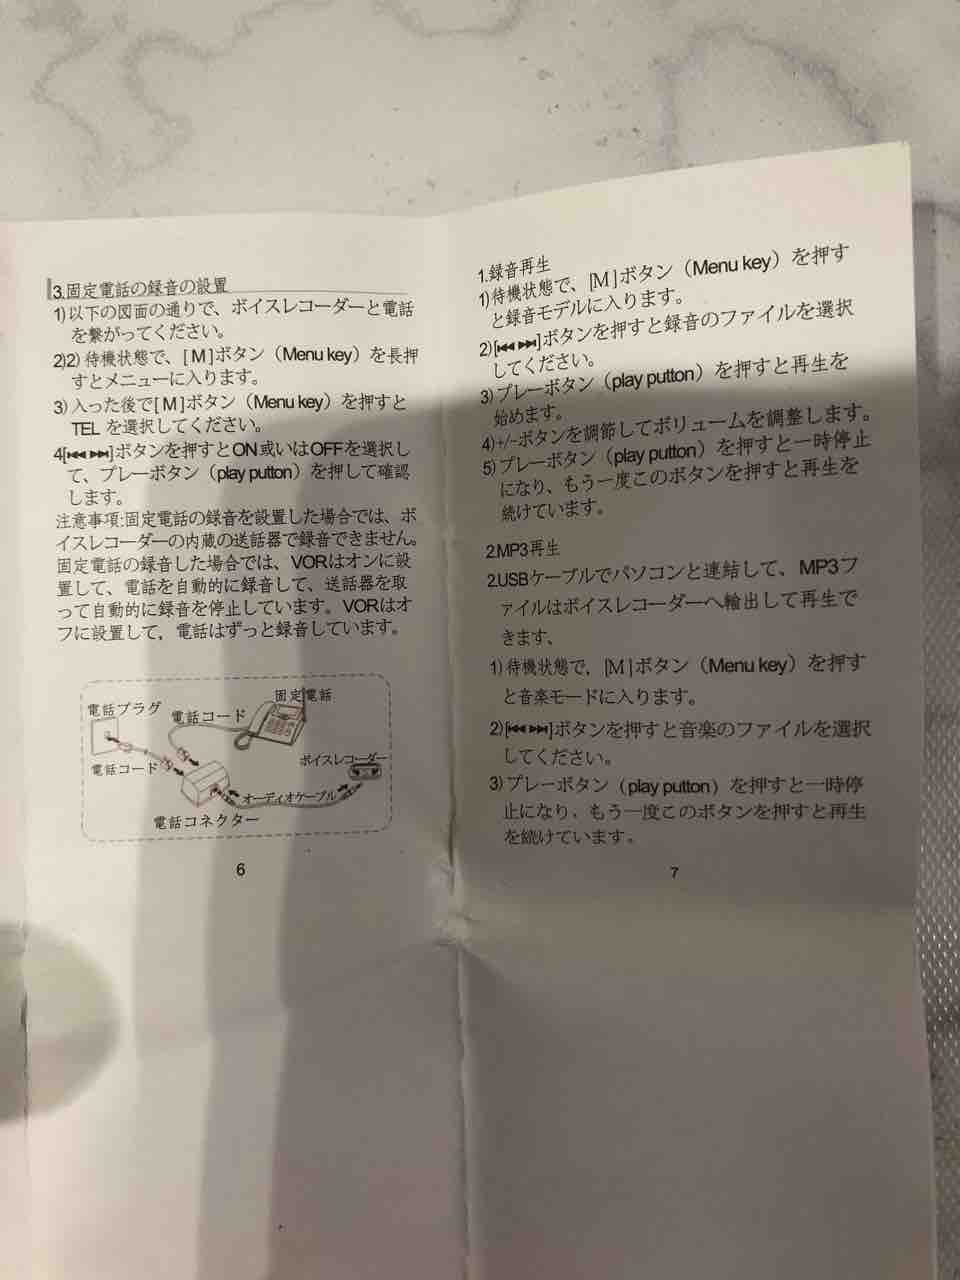 3.固定電話の録音の設置
1)以下の図面の通りで、ボイスレコーダーと電話
を繋がってください。
2)2) 待機状態で、[M]ボタン（Menu key）を長押
すとメニューに入ります。
3) 入った後で[M]ボタン（Menu key）を押すと
TEL を選択してください。
4[⏮ ⏭]ボタンを押すとON或いはOFFを選択し
て、プレーボタン（play putton）を押して確認
します。
注意事項:固定電話の録音を設置した場合では、ボ
イスレコーダーの内蔵の送話器で録音できません。
固定電話の録音した場合では、VORはオンに設
置して、電話を自動的に録音して、送話器を取
って自動的に録音を停止しています。VORはオ
フに設置して，電話はずっと録音しています。
固定電話
電話プラグ
電話コード
ボイスレコーダー
電話コード
オーディオケーブル
電話コネクター
6
1.録音再生
1)待機状態で、[M]ボタン（Menu key）を押す
と録音モデルに入ります。
2)[⏮ ⏭]ボタンを押すと録音のファイルを選択
してください。
3)プレーボタン（play putton）を押すと再生を
始めます。
4)+/-ボタンを調節してボリュームを調整します。
5)プレーボタン（play putton）を押すと一時停止
になり、もう一度このボタンを押すと再生を
続けています。
2.MP3再生
2.USBケーブルでパソコンと連結して、MP3フ
ァイルはボイスレコーダーへ輸出して再生で
きます、
1) 待機状態で，[M]ボタン（Menu key）を押す
と音楽モードに入ります。
2)[⏮ ⏭]ボタンを押すと音楽のファイルを選択
してください。
3)プレーボタン（play putton）を押すと一時停
止になり、もう一度このボタンを押すと再生
を続けています。
7